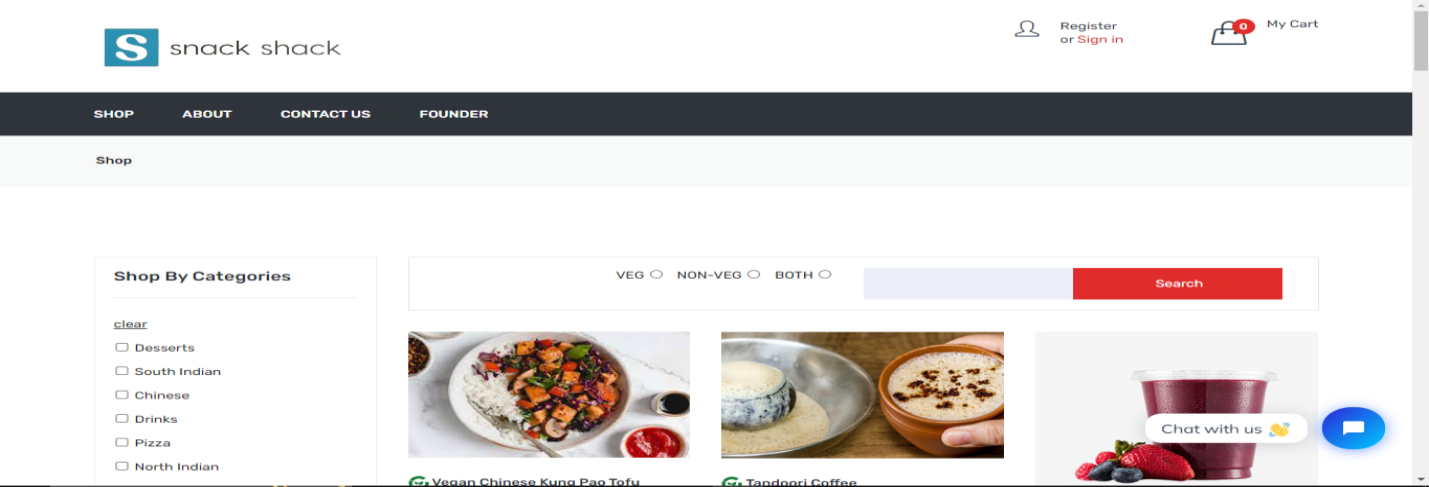 S snack shack
Register
or Sign in
0
My Cart
SHOP ABOUT CONTACT US FOUNDER
Shop
Shop By Categories
clear
Desserts
South Indian
Chinese
Drinks
Pizza
North Indian
VEG NON-VEG BOTH
Search
Vegan Chinese Kung Pao Tofu
Tandoori Coffee
Chat with us 👋